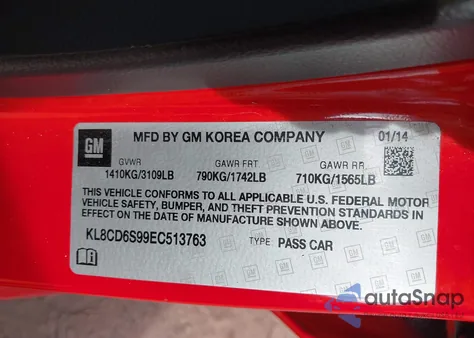 GM
MFD BY GM KOREA COMPANY
01/14
GVWR
GAWR FRT
GAWR RR
1410KG/3109LB
790KG/1742LB
710KG/1565LB
THIS VEHICLE CONFORMS TO ALL APPLICABLE U.S. FEDERAL MOTOR
VEHICLE SAFETY, BUMPER, AND THEFT PREVENTION STANDARDS IN
EFFECT ON THE DATE OF MANUFACTURE SHOWN ABOVE.
KL8CD6S99EC513763
TYPE: PASS CAR
autoSnap